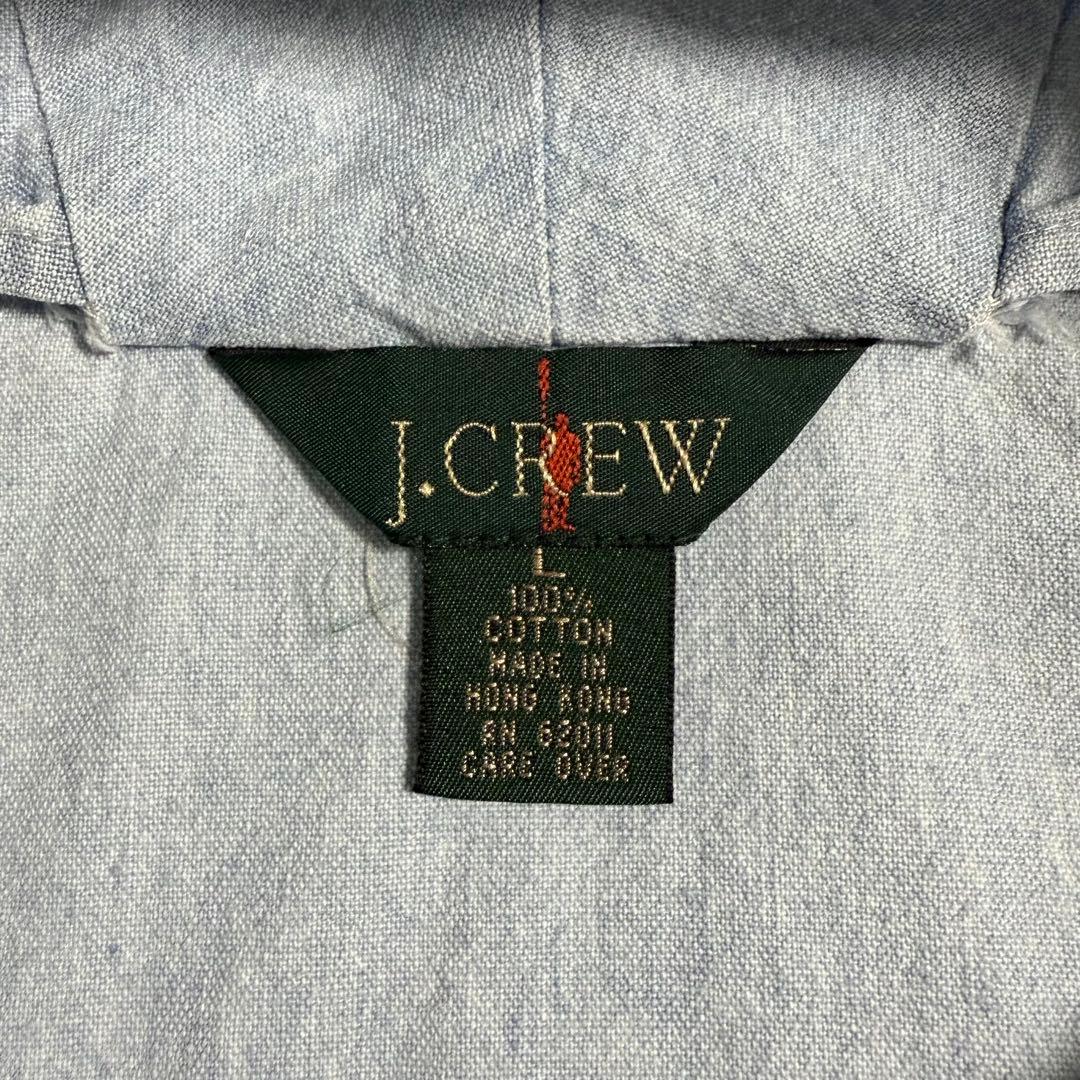 J.CREW
L
100%
COTTON
MADE IN
HONG KONG
RN 62011
CARE OVER